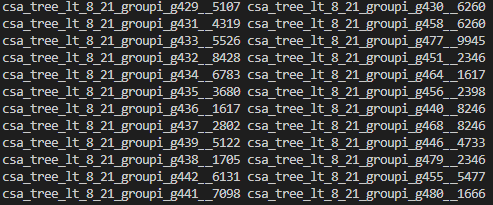 csa_tree_lt_8_21_groupi_g429__5107 csa_tree_lt_8_21_groupi_g430__6260
csa_tree_lt_8_21_groupi_g431__4319 csa_tree_lt_8_21_groupi_g458__6260
csa_tree_lt_8_21_groupi_g433__5526 csa_tree_lt_8_21_groupi_g477__9945
csa_tree_lt_8_21_groupi_g432__8428 csa_tree_lt_8_21_groupi_g451__2346
csa_tree_lt_8_21_groupi_g434__6783 csa_tree_lt_8_21_groupi_g464__1617
csa_tree_lt_8_21_groupi_g435__3680 csa_tree_lt_8_21_groupi_g456__2398
csa_tree_lt_8_21_groupi_g436__1617 csa_tree_lt_8_21_groupi_g440__8246
csa_tree_lt_8_21_groupi_g437__2802 csa_tree_lt_8_21_groupi_g468__8246
csa_tree_lt_8_21_groupi_g439__5122 csa_tree_lt_8_21_groupi_g446__4733
csa_tree_lt_8_21_groupi_g438__1705 csa_tree_lt_8_21_groupi_g479__2346
csa_tree_lt_8_21_groupi_g442__6131 csa_tree_lt_8_21_groupi_g455__5477
csa_tree_lt_8_21_groupi_g441__7098 csa_tree_lt_8_21_groupi_g480__1666